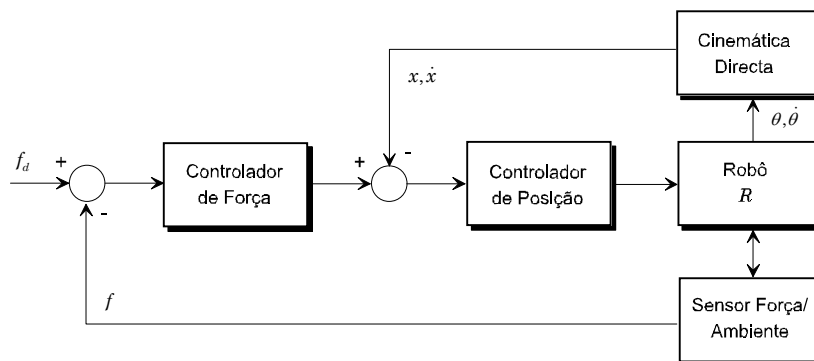 Cinemática
Directa
x, ẋ
θ, θ̇
f_d
+
-
Controlador
de Força
+
-
Controlador
de Posição
Robô
R
f
Sensor Força/
Ambiente